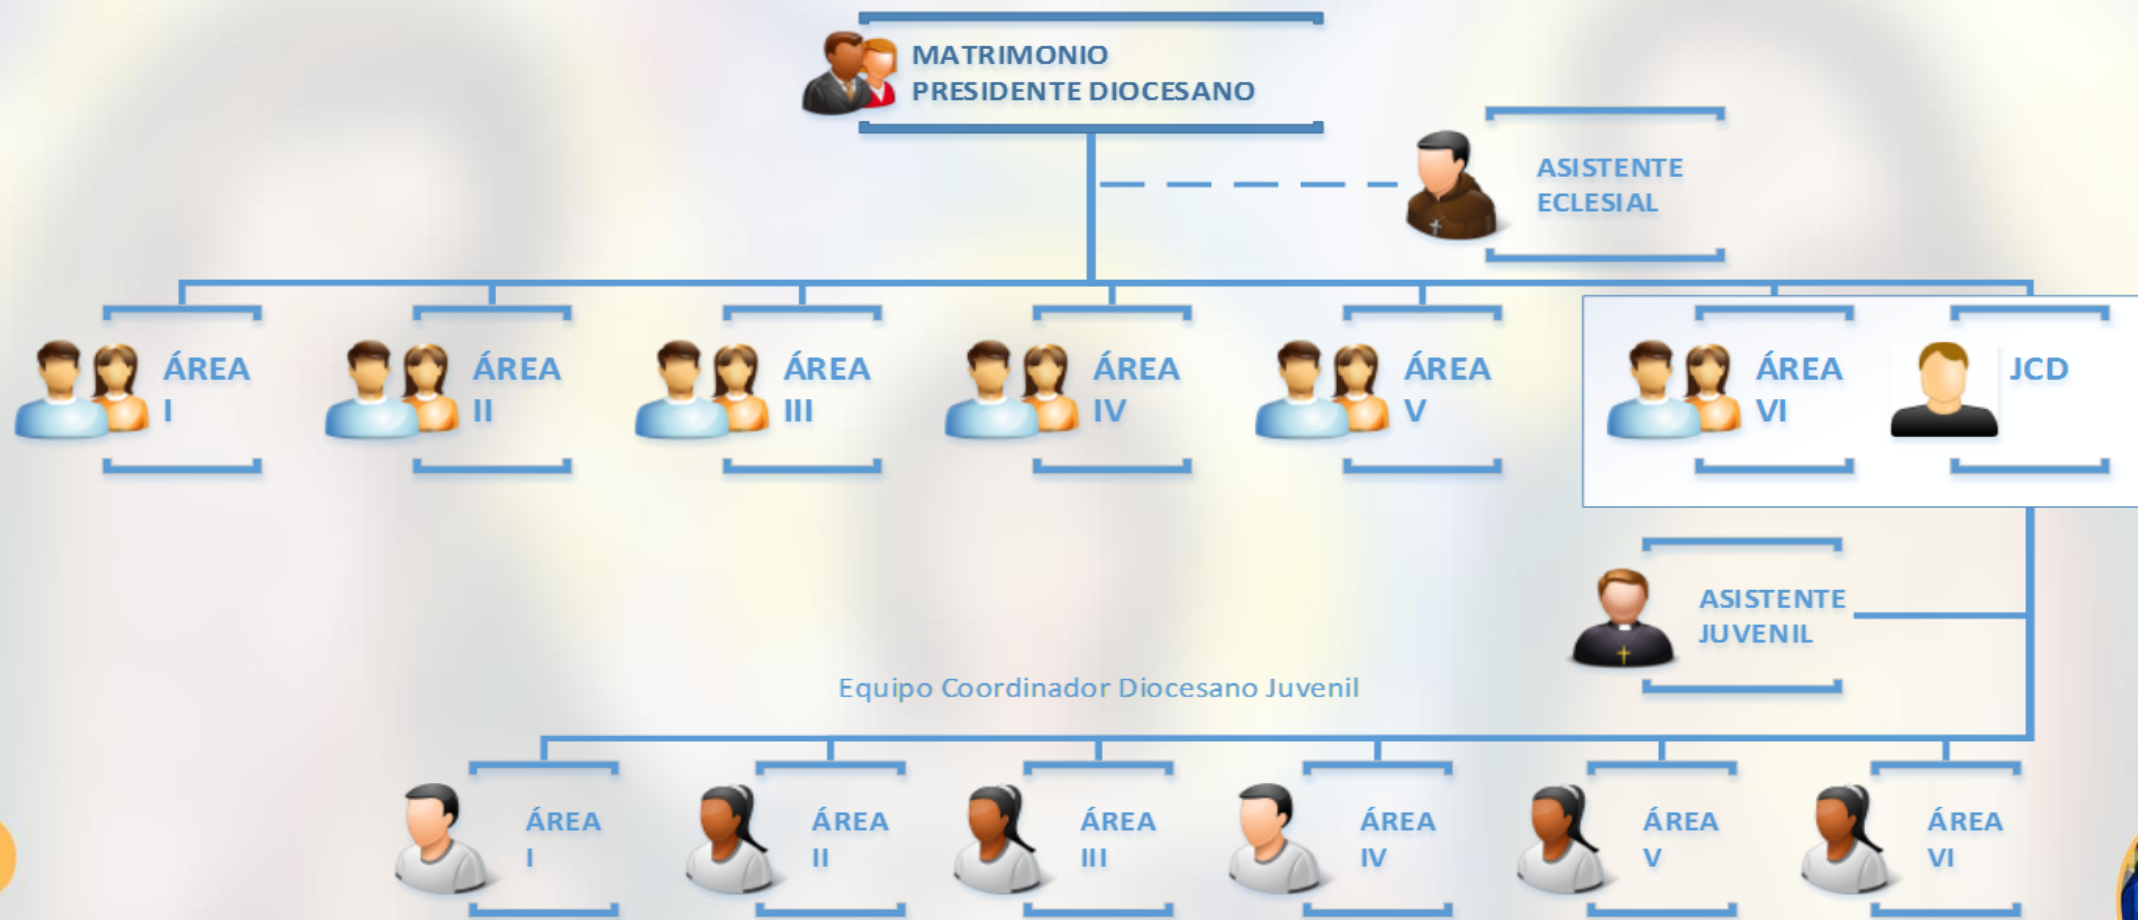 MATRIMONIO
PRESIDENTE DIOCESANO
ASISTENTE
ECLESIAL
ÁREA
I
ÁREA
II
ÁREA
III
ÁREA
IV
ÁREA
V
ÁREA
VI
JCD
ASISTENTE
JUVENIL
Equipo Coordinador Diocesano Juvenil
ÁREA
I
ÁREA
II
ÁREA
III
ÁREA
IV
ÁREA
V
ÁREA
VI